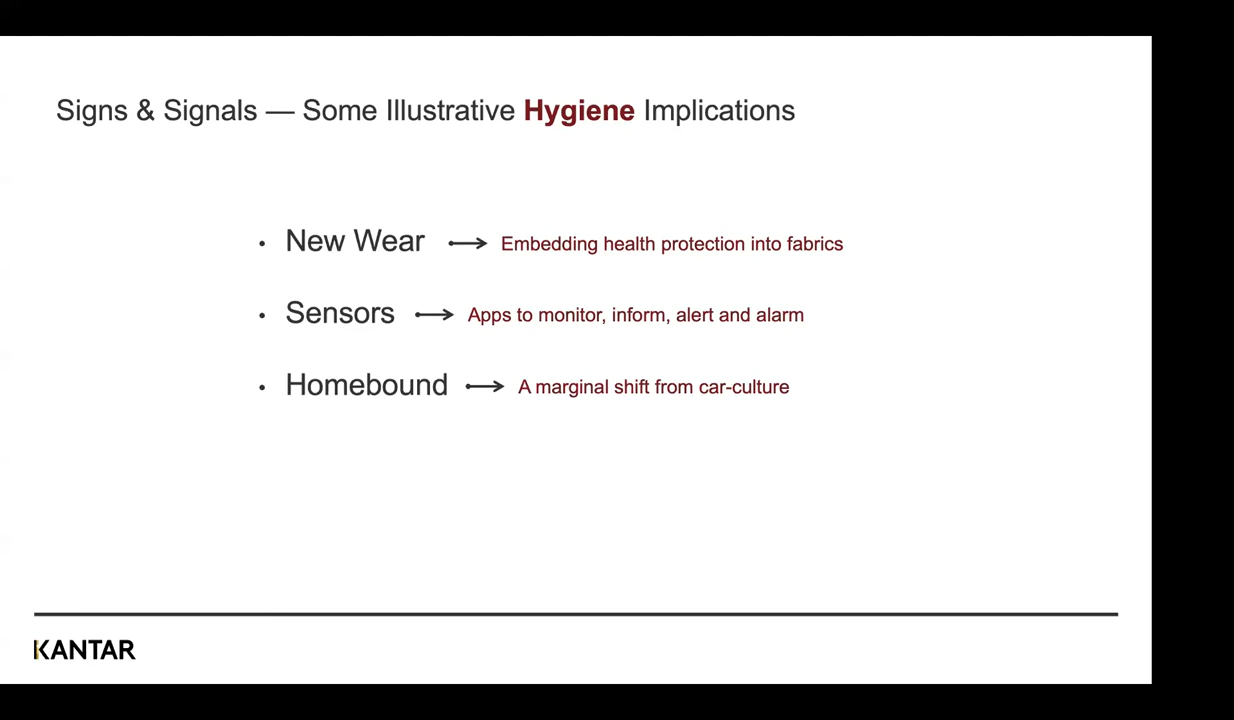 Signs & Signals — Some Illustrative Hygiene Implications
• New Wear Embedding health protection into fabrics
• Sensors Apps to monitor, inform, alert and alarm
• Homebound A marginal shift from car-culture
KANTAR